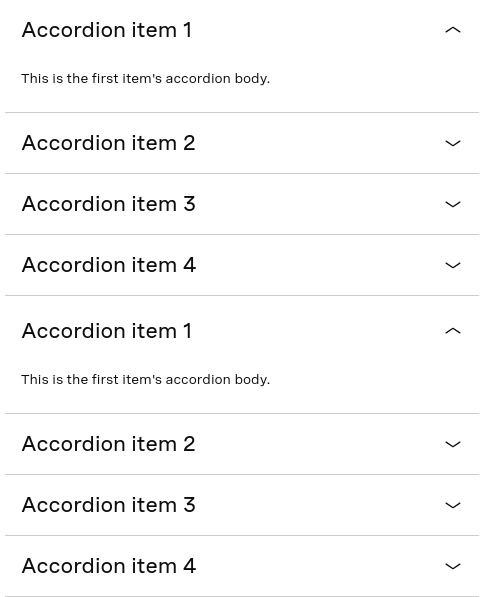 Accordion item 1
This is the first item's accordion body.
Accordion item 2
Accordion item 3
Accordion item 4
Accordion item 1
This is the first item's accordion body.
Accordion item 2
Accordion item 3
Accordion item 4